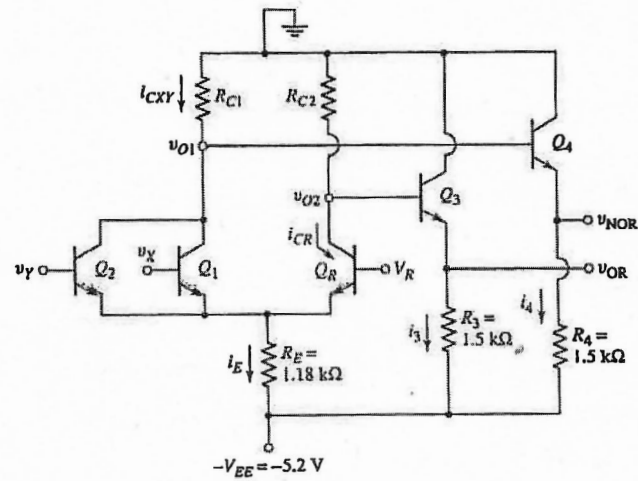 i_CXY
R_C1
R_C2
v_O1
Q_4
v_O2
Q_3
v_NOR
i_CR
v_Y
Q_2
v_X
Q_1
Q_R
V_R
v_OR
i_E
R_E =
1.18 kΩ
i_3
R_3 =
1.5 kΩ
i_4
R_4 =
1.5 kΩ
-V_EE = -5.2 V